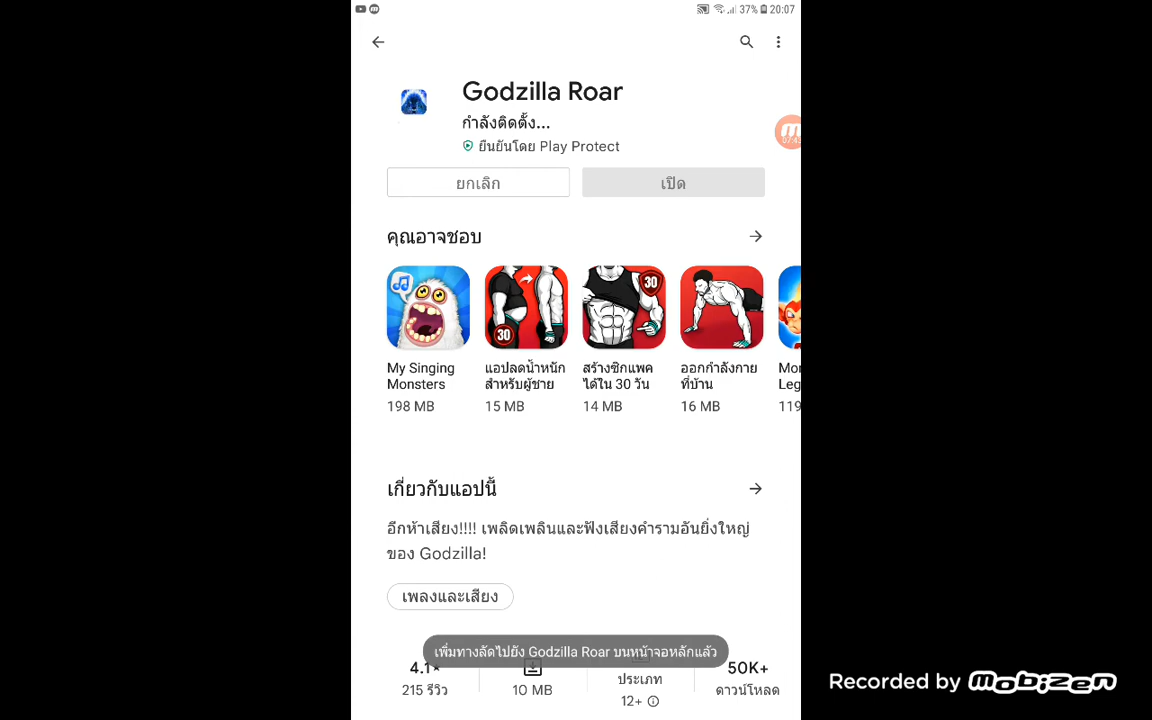 37% 20:07
Godzilla Roar
กำลังติดตั้ง...
ยืนยันโดย Play Protect
ยกเลิก
เปิด
คุณอาจชอบ
30
30
My Singing Monsters
198 MB
แอปลดน้ำหนัก
สำหรับผู้ชาย
15 MB
สร้างซิกแพค
ได้ใน 30 วัน
14 MB
ออกกำลังกาย
ที่บ้าน
16 MB
Mon
Leg
119
เกี่ยวกับแอปนี้
อีกห้าเสียง!!!! เพลิดเพลินและฟังเสียงคำรามอันยิ่งใหญ่
ของ Godzilla!
เพลงและเสียง
เพิ่มทางลัดไปยัง Godzilla Roar บนหน้าจอหลักแล้ว
4.1★
215 รีวิว
10 MB
ประเภท
12+
50K+
ดาวน์โหลด
Recorded by mobizen